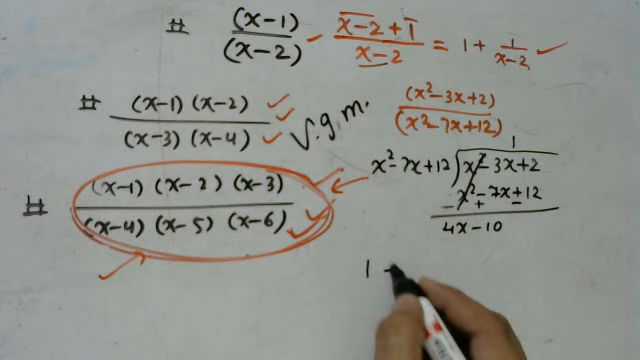 # (x-1)/(x-2) ✓ (x-2+1)/(x-2) = 1 + 1/(x-2) ✓
# (x-1)(x-2)/(x-3)(x-4) ✓✓✓ V.g.m. (x²-3x+2)/(x²-7x+12)
1
x²-7x+12)x²-3x+2
# (x-1)(x-2)(x-3)/(x-4)(x-5)(x-6) ✓✓
-x²-7x+12
+ -
4x-10
1 -